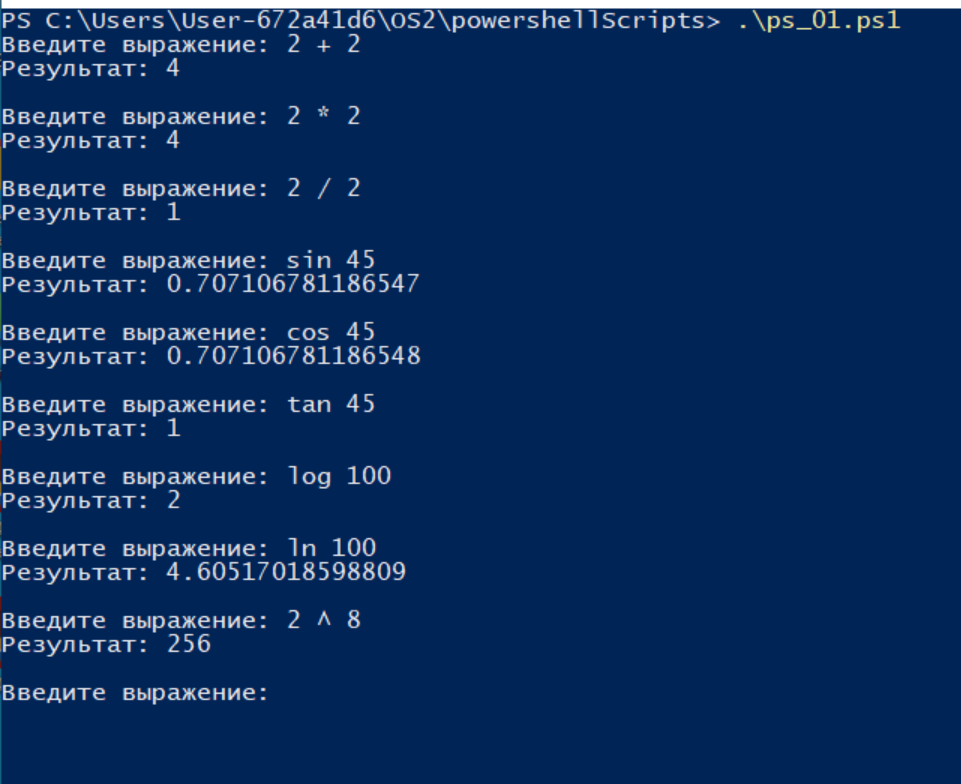 PS C:\Users\User-672a41d6\OS2\powershellScripts> .\ps_01.ps1
Введите выражение: 2 + 2
Результат: 4
Введите выражение: 2 * 2
Результат: 4
Введите выражение: 2 / 2
Результат: 1
Введите выражение: sin 45
Результат: 0.707106781186547
Введите выражение: cos 45
Результат: 0.707106781186548
Введите выражение: tan 45
Результат: 1
Введите выражение: log 100
Результат: 2
Введите выражение: ln 100
Результат: 4.60517018598809
Введите выражение: 2 ^ 8
Результат: 256
Введите выражение: